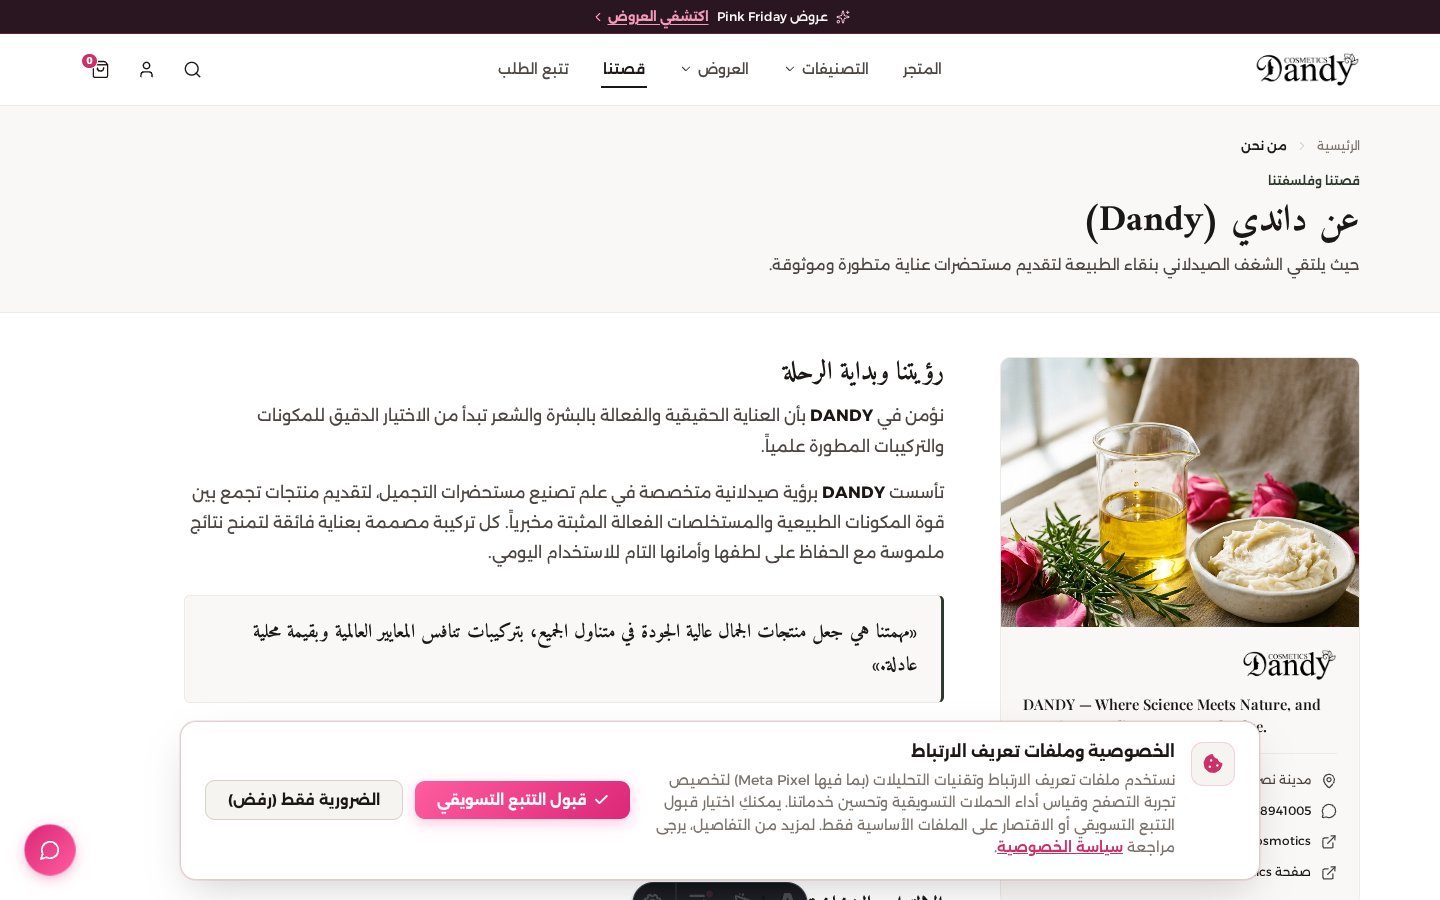 عروض Pink Friday اكتشفي العروض
Dandy
COSMETICS
المتجر
التصنيفات
العروض
قصتنا
تتبع الطلب
0
الرئيسية
من نحن
قصتنا وفلسفتنا
عن داندي (Dandy)
حيث يلتقي الشغف الصيدلاني بنقاء الطبيعة لتقديم مستحضرات عناية متطورة وموثوقة.
Dandy
COSMETICS
DANDY — Where Science Meets Nature, and
مدينة نصر
8941005
osmotics
صفحة
رؤيتنا وبداية الرحلة
نؤمن في DANDY بأن العناية الحقيقية والفعالة بالبشرة والشعر تبدأ من الاختيار الدقيق للمكونات
والتركيبات المطورة علمياً.
تأسست DANDY برؤية صيدلانية متخصصة في علم تصنيع مستحضرات التجميل، لتقديم منتجات تجمع بين
قوة المكونات الطبيعية والمستخلصات الفعالة المثبتة مخبرياً. كل تركيبة مصممة بعناية فائقة لتمنح نتائج
ملموسة مع الحفاظ على لطفها وأمانها التام للاستخدام اليومي.
«مهمتنا هي جعل منتجات الجمال عالية الجودة في متناول الجميع، بتركيبات تنافس المعايير العالمية وبقيمة محلية
عادلة.»
الخصوصية وملفات تعريف الارتباط
نستخدم ملفات تعريف الارتباط وتقنيات التحليلات (بما فيها Meta Pixel) لتخصيص
تجربة التصفح وقياس أداء الحملات التسويقية وتحسين خدماتنا. يمكنكِ اختيار قبول
التتبع التسويقي أو الاقتصار على الملفات الأساسية فقط. لمزيد من التفاصيل، يرجى
مراجعة سياسة الخصوصية.
قبول التتبع التسويقي
الضرورية فقط (رفض)